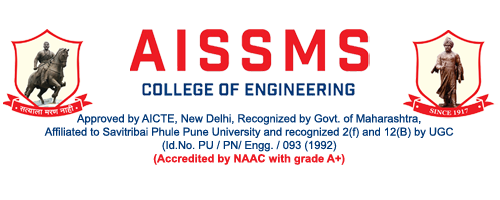 AISSMS
COLLEGE OF ENGINEERING
सत्याला मरण नाही
SINCE 1917
Approved by AICTE, New Delhi, Recognized by Govt. of Maharashtra,
Affiliated to Savitribai Phule Pune University and recognized 2(f) and 12(B) by UGC
(Id.No. PU / PN/ Engg. / 093 (1992)
(Accredited by NAAC with grade A+)